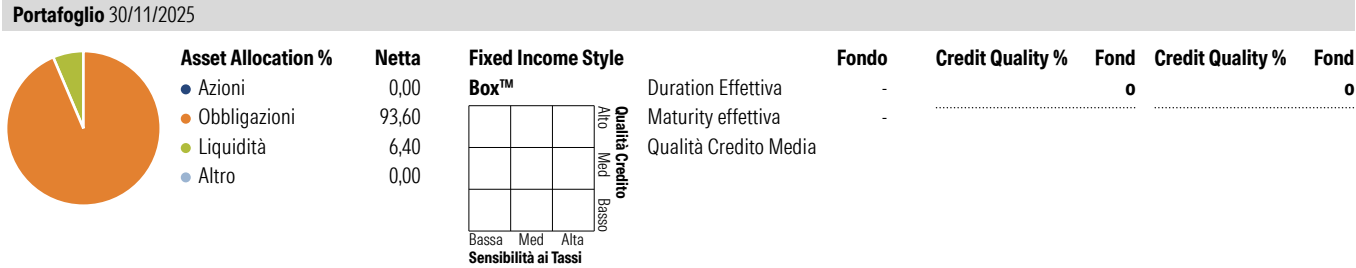 Portafoglio 30/11/2025
Asset Allocation % Netta
Azioni 0,00
Obbligazioni 93,60
Liquidità 6,40
Altro 0,00
Fixed Income Style
Box™
Alto Med Basso
Qualità Credito
Bassa Med Alta
Sensibilità ai Tassi
Fondo
Duration Effettiva -
Maturity effettiva -
Qualità Credito Media
Credit Quality % Fond
o
Credit Quality % Fond
o